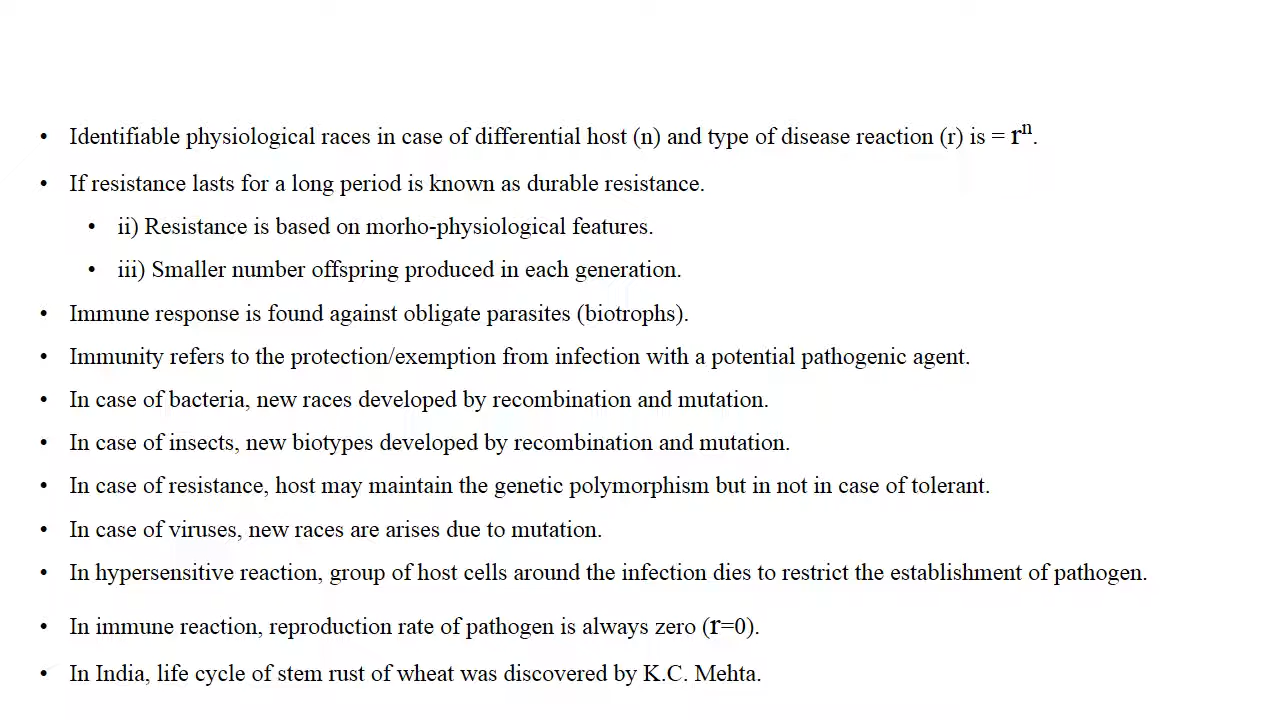 • Identifiable physiological races in case of differential host (n) and type of disease reaction (r) is = rⁿ.
• If resistance lasts for a long period is known as durable resistance.
• ii) Resistance is based on morho-physiological features.
• iii) Smaller number offspring produced in each generation.
• Immune response is found against obligate parasites (biotrophs).
• Immunity refers to the protection/exemption from infection with a potential pathogenic agent.
• In case of bacteria, new races developed by recombination and mutation.
• In case of insects, new biotypes developed by recombination and mutation.
• In case of resistance, host may maintain the genetic polymorphism but in not in case of tolerant.
• In case of viruses, new races are arises due to mutation.
• In hypersensitive reaction, group of host cells around the infection dies to restrict the establishment of pathogen.
• In immune reaction, reproduction rate of pathogen is always zero (r=0).
• In India, life cycle of stem rust of wheat was discovered by K.C. Mehta.